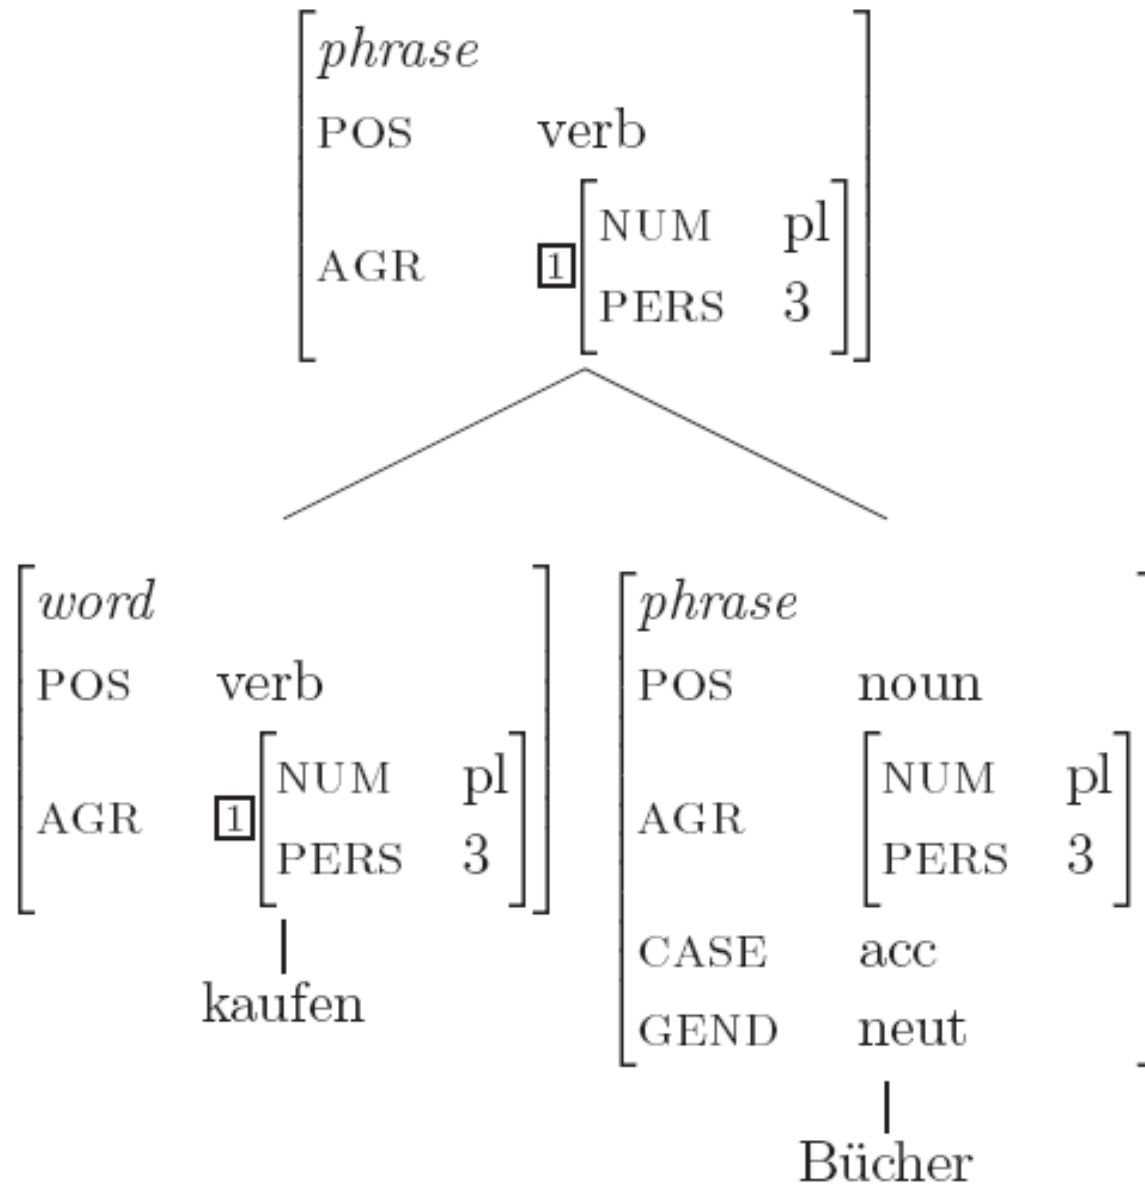 phrase
POS verb
AGR 1 NUM pl
PERS 3
word
POS verb
AGR 1 NUM pl
PERS 3
kaufen
phrase
POS noun
AGR NUM pl
PERS 3
CASE acc
GEND neut
Bücher